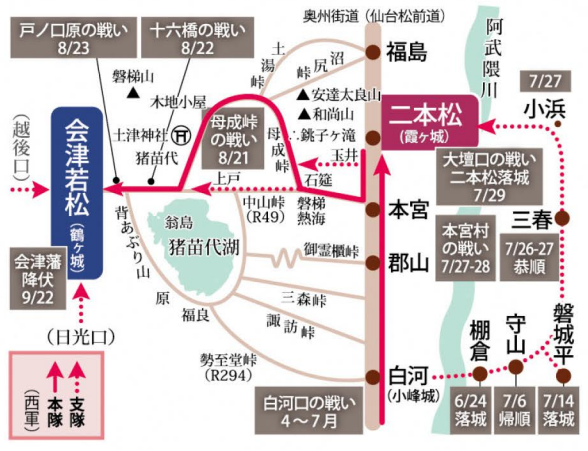 奥州街道（仙台松前道）
戸ノ口原の戦い
8/23
十六橋の戦い
8/22
磐梯山
木地小屋
土津神社
猪苗代
土湯峠
峠尻沼
福島
安達太良山
和尚山
銚子ヶ滝
母成峠
の戦い
8/21
母成峠
玉井
石筵
二本松
（霞ヶ城）
阿武隈川
7/27
小浜
大壇口の戦い
二本松落城
7/29
越後口
会津若松
（鶴ヶ城）
上戸
中山峠
（R49）
磐梯
熱海
本宮
本宮村
の戦い
7/27-28
三春
7/26-27
恭順
背あぶり山
翁島
猪苗代湖
御霊櫃峠
郡山
会津藩
降伏
9/22
原
福良
三森峠
諏訪峠
（日光口）
勢至堂峠
（R294）
白河
（小峰城）
白河口の戦い
4～7月
棚倉
6/24
落城
守山
7/6
帰順
磐城平
7/14
落城
支隊
本隊
（西軍）